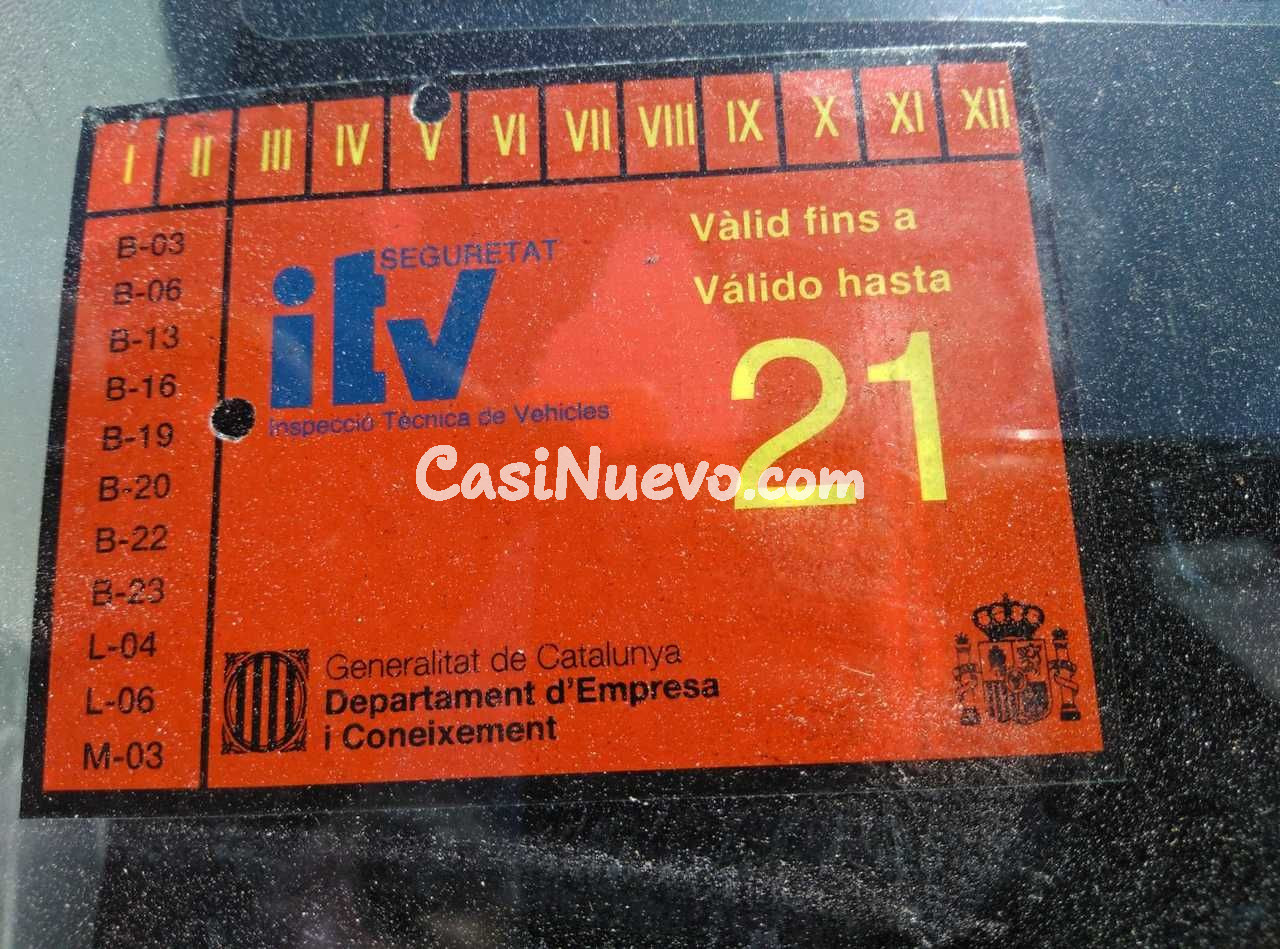 I II III IV V VI VII VIII IX X XI XII
B-03
B-06
B-13
B-16
B-19
B-20
B-22
B-23
L-04
L-06
M-03
SEGURETAT
itv
Inspecció Tècnica de Vehicles
Vàlid fins a
Válido hasta
21
CasiNuevo.com
Generalitat de Catalunya
Departament d'Empresa
i Coneixement